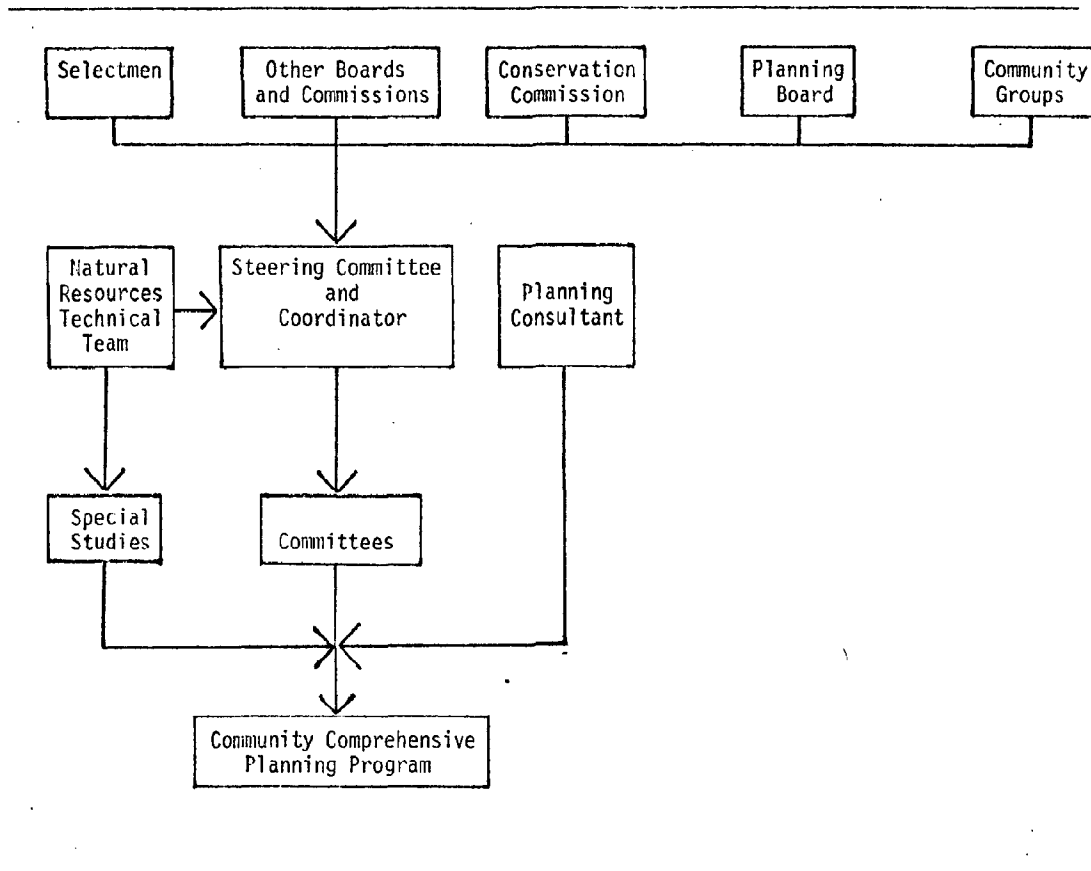 Selectmen
Other Boards
and Commissions
Conservation
Commission
Planning
Board
Community
Groups
Natural
Resources
Technical
Team
Steering Committee
and
Coordinator
Planning
Consultant
Special
Studies
Committees
Community Comprehensive
Planning Program